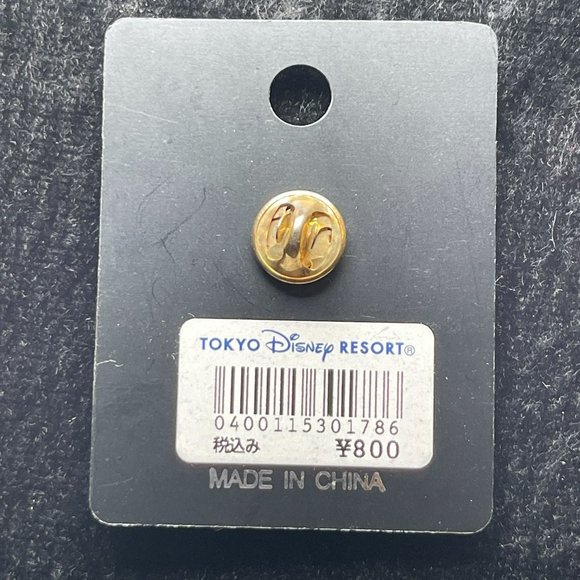 TOKYO Disney RESORT®
0400115301786
税込み ¥800
MADE IN CHINA